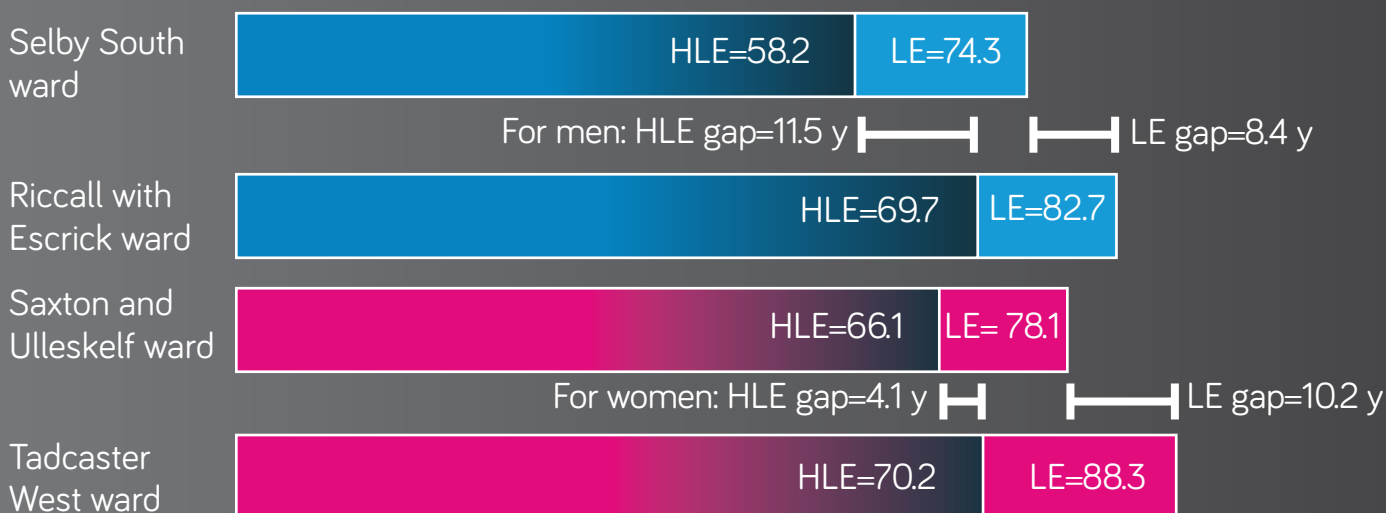 Selby South
ward
HLE=58.2
LE=74.3
For men: HLE gap=11.5 y
LE gap=8.4 y
Riccall with
Escrick ward
HLE=69.7
LE=82.7
Saxton and
Ulleskelf ward
HLE=66.1
LE= 78.1
For women: HLE gap=4.1 y
LE gap=10.2 y
Tadcaster
West ward
HLE=70.2
LE=88.3